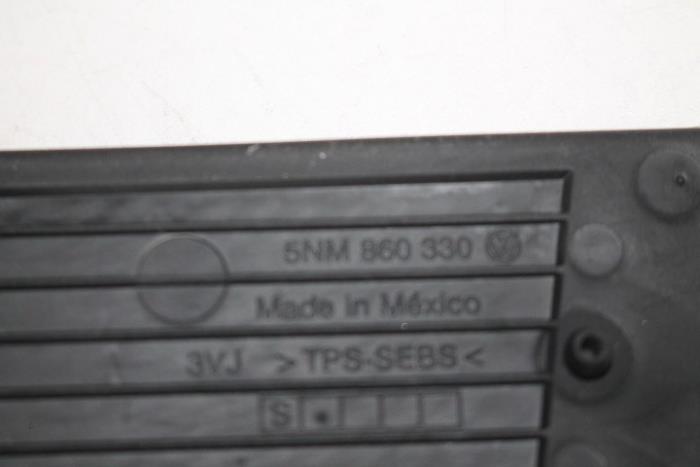 5NM 860 330
Made in México
3VJ >TPS-SEBS<
S